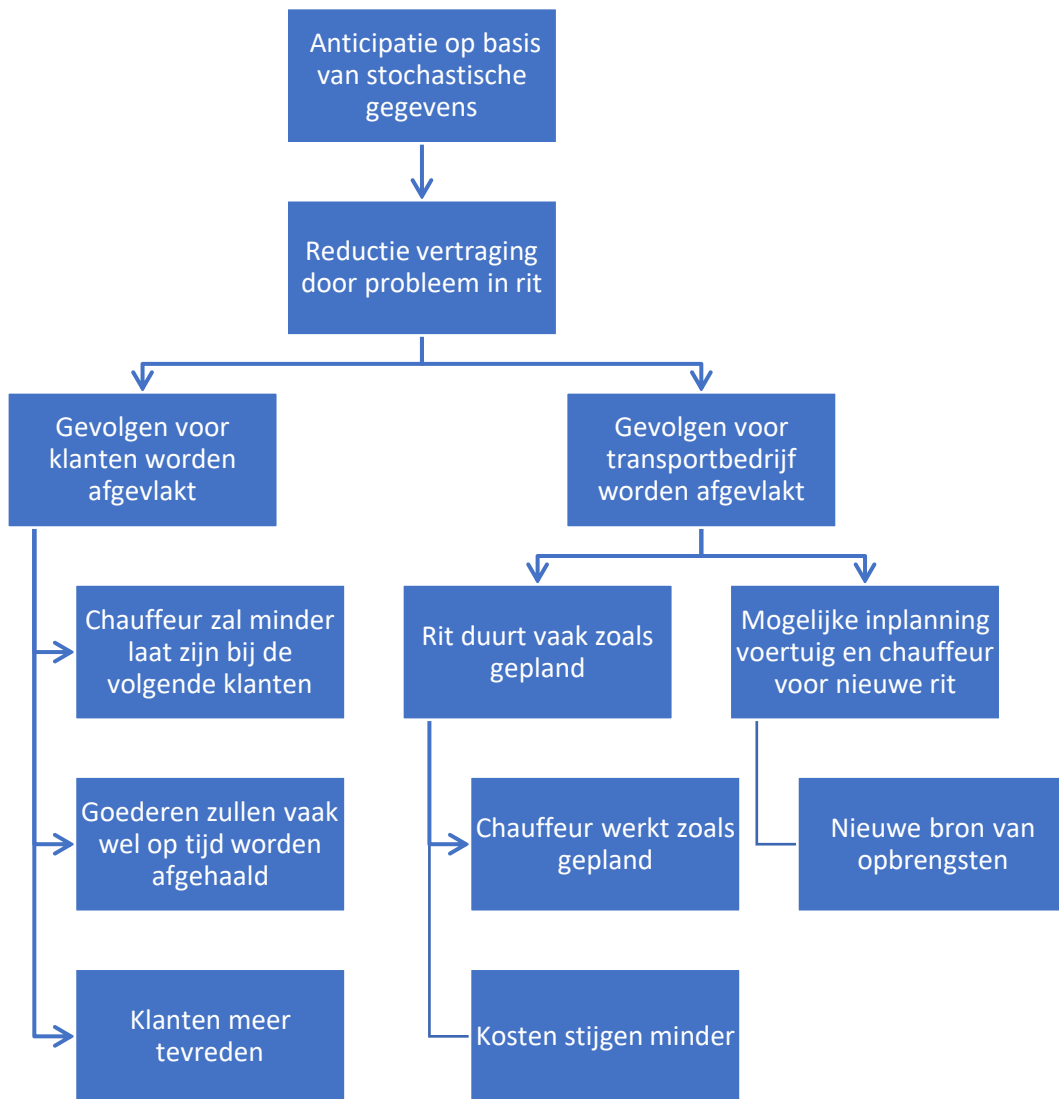 Anticipatie op basis
van stochastische
gegevens
Reductie vertraging
door probleem in rit
Gevolgen voor
klanten worden
afgevlakt
Gevolgen voor
transportbedrijf
worden afgevlakt
Chauffeur zal minder
laat zijn bij de
volgende klanten
Rit duurt vaak zoals
gepland
Mogelijke inplanning
voertuig en chauffeur
voor nieuwe rit
Goederen zullen vaak
wel op tijd worden
afgehaald
Chauffeur werkt zoals
gepland
Nieuwe bron van
opbrengsten
Klanten meer
tevreden
Kosten stijgen minder